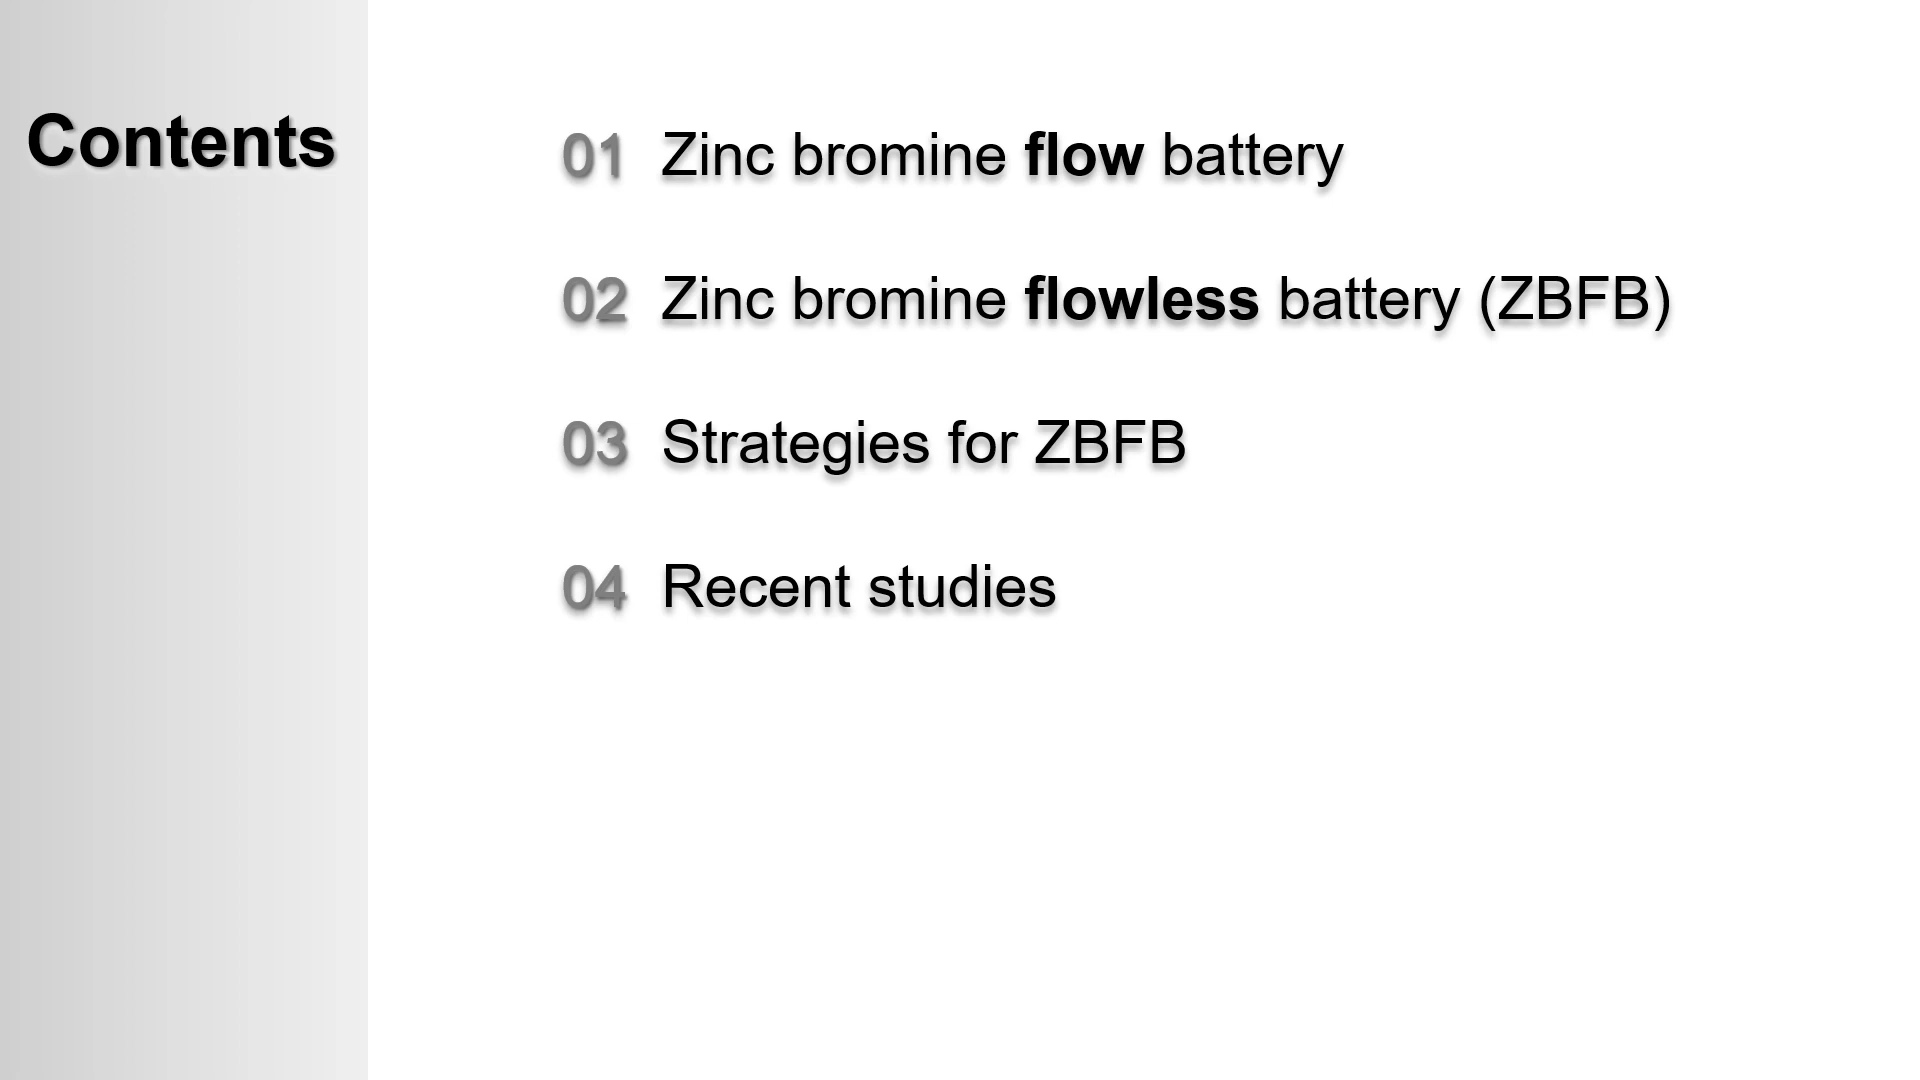 Contents
01 Zinc bromine flow battery
02 Zinc bromine flowless battery (ZBFB)
03 Strategies for ZBFB
04 Recent studies